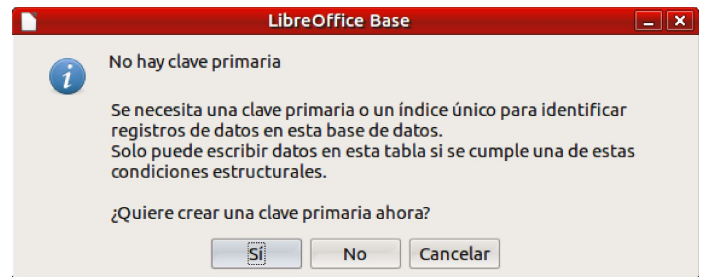 LibreOffice Base
No hay clave primaria
Se necesita una clave primaria o un índice único para identificar
registros de datos en esta base de datos.
Solo puede escribir datos en esta tabla si se cumple una de estas
condiciones estructurales.
¿Quiere crear una clave primaria ahora?
Sí No Cancelar